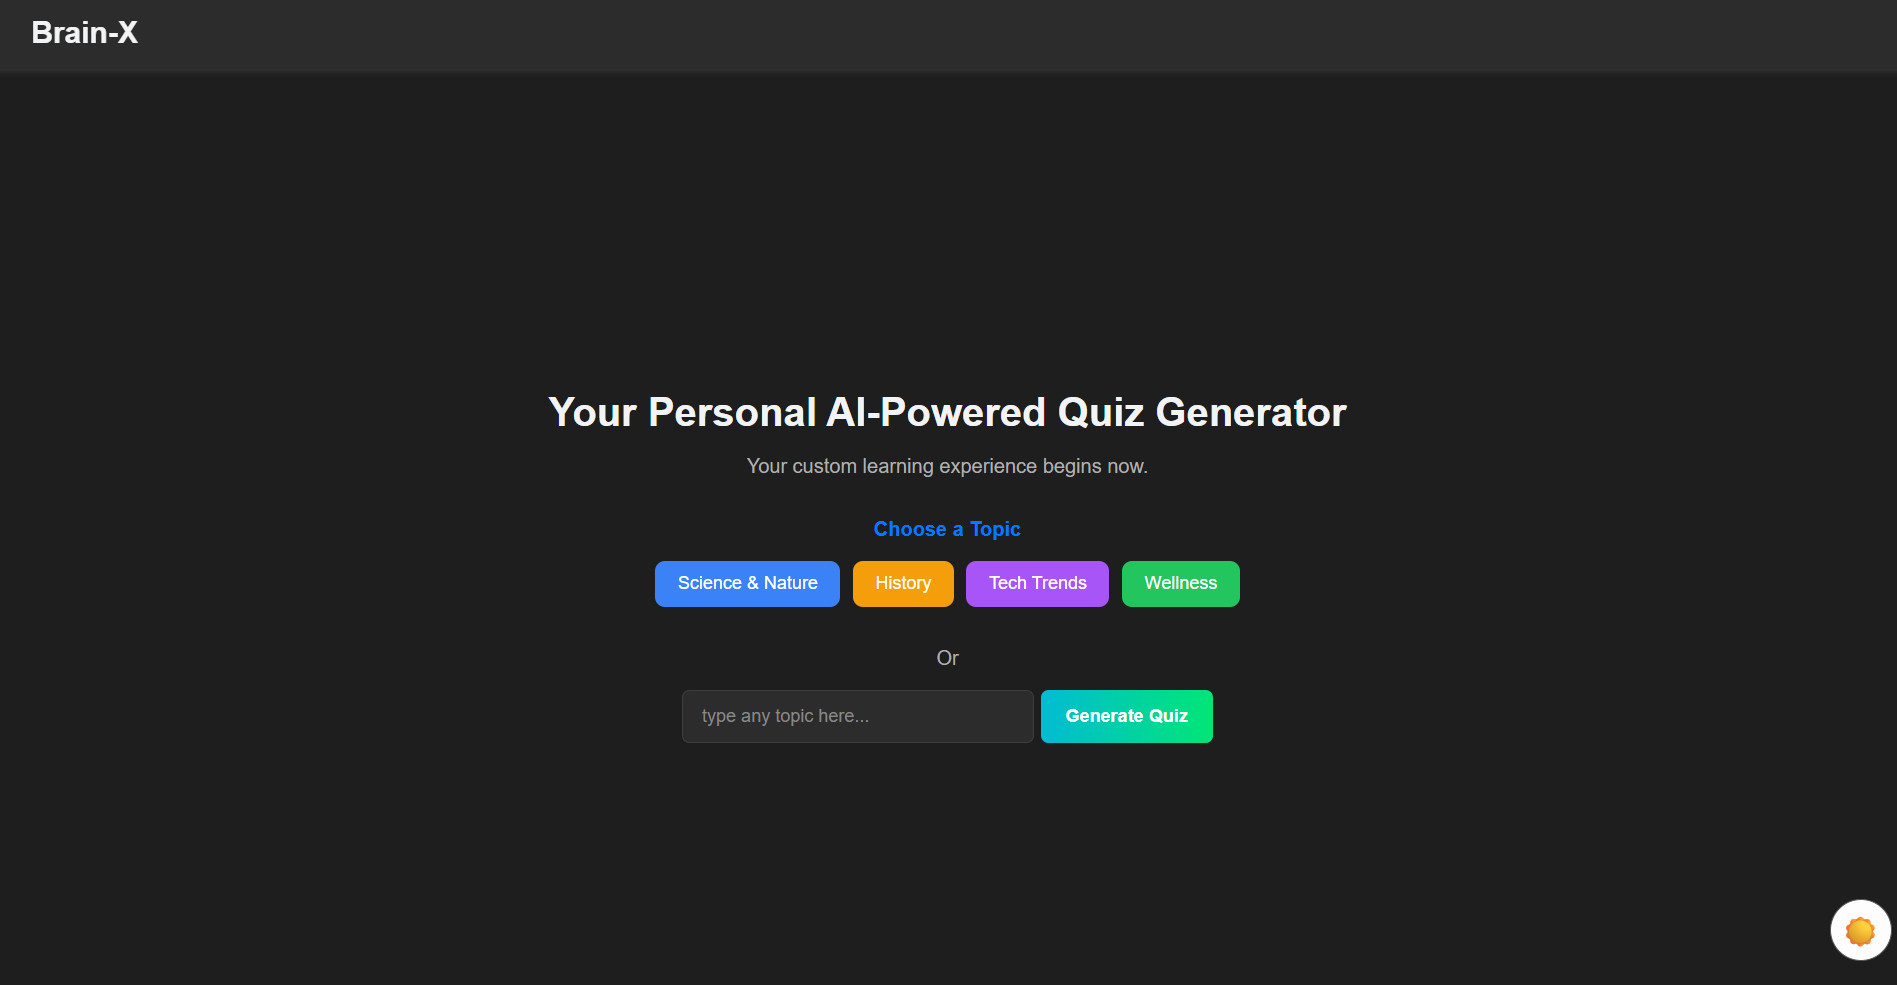 Brain-X
Your Personal AI-Powered Quiz Generator
Your custom learning experience begins now.
Choose a Topic
Science & Nature History Tech Trends Wellness
Or
type any topic here... Generate Quiz